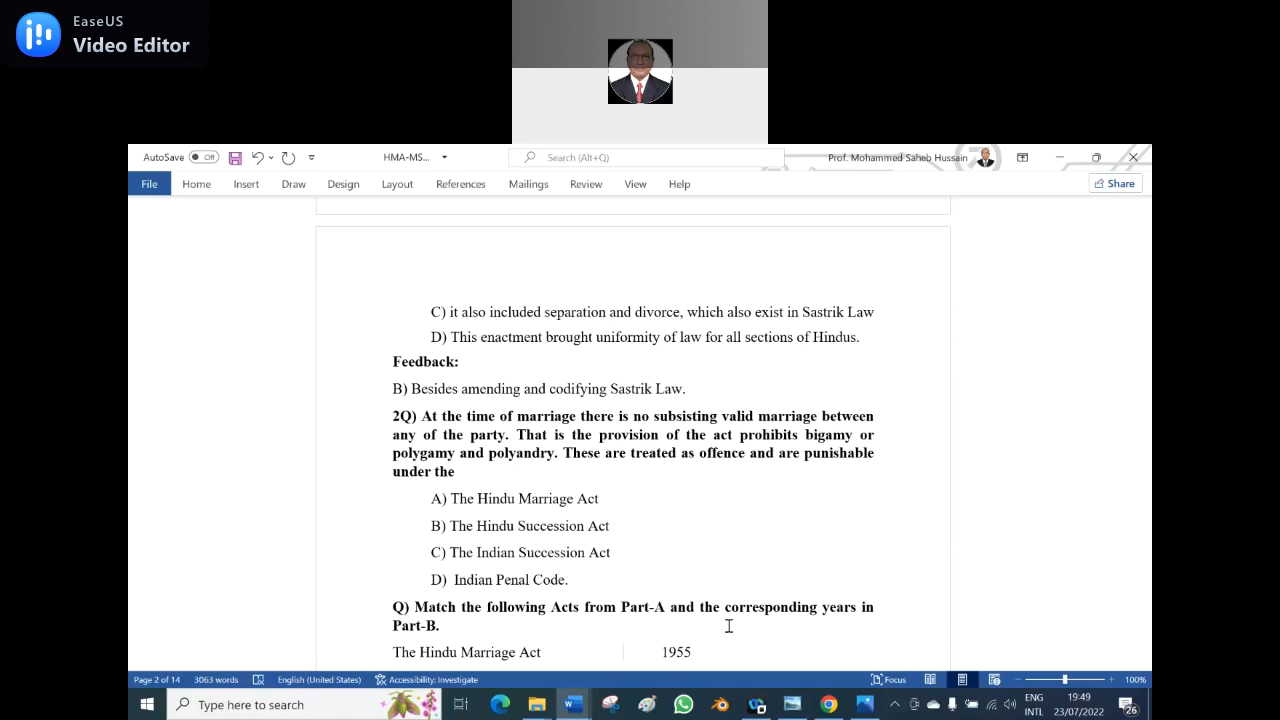 EaseUS
Video Editor
AutoSave Off HMA-MS... Search (Alt+Q) Prof. Mohammed Saheb Hussain
File Home Insert Draw Design Layout References Mailings Review View Help Share
C) it also included separation and divorce, which also exist in Sastrik Law
D) This enactment brought uniformity of law for all sections of Hindus.
Feedback:
B) Besides amending and codifying Sastrik Law.
2Q) At the time of marriage there is no subsisting valid marriage between
any of the party. That is the provision of the act prohibits bigamy or
polygamy and polyandry. These are treated as offence and are punishable
under the
A) The Hindu Marriage Act
B) The Hindu Succession Act
C) The Indian Succession Act
D) Indian Penal Code.
Q) Match the following Acts from Part-A and the corresponding years in
Part-B.
The Hindu Marriage Act 1955
Page 2 of 14 3063 words English (United States) Accessibility: Investigate Focus 100%
Type here to search ENG 19:49
INTL 23/07/2022 26